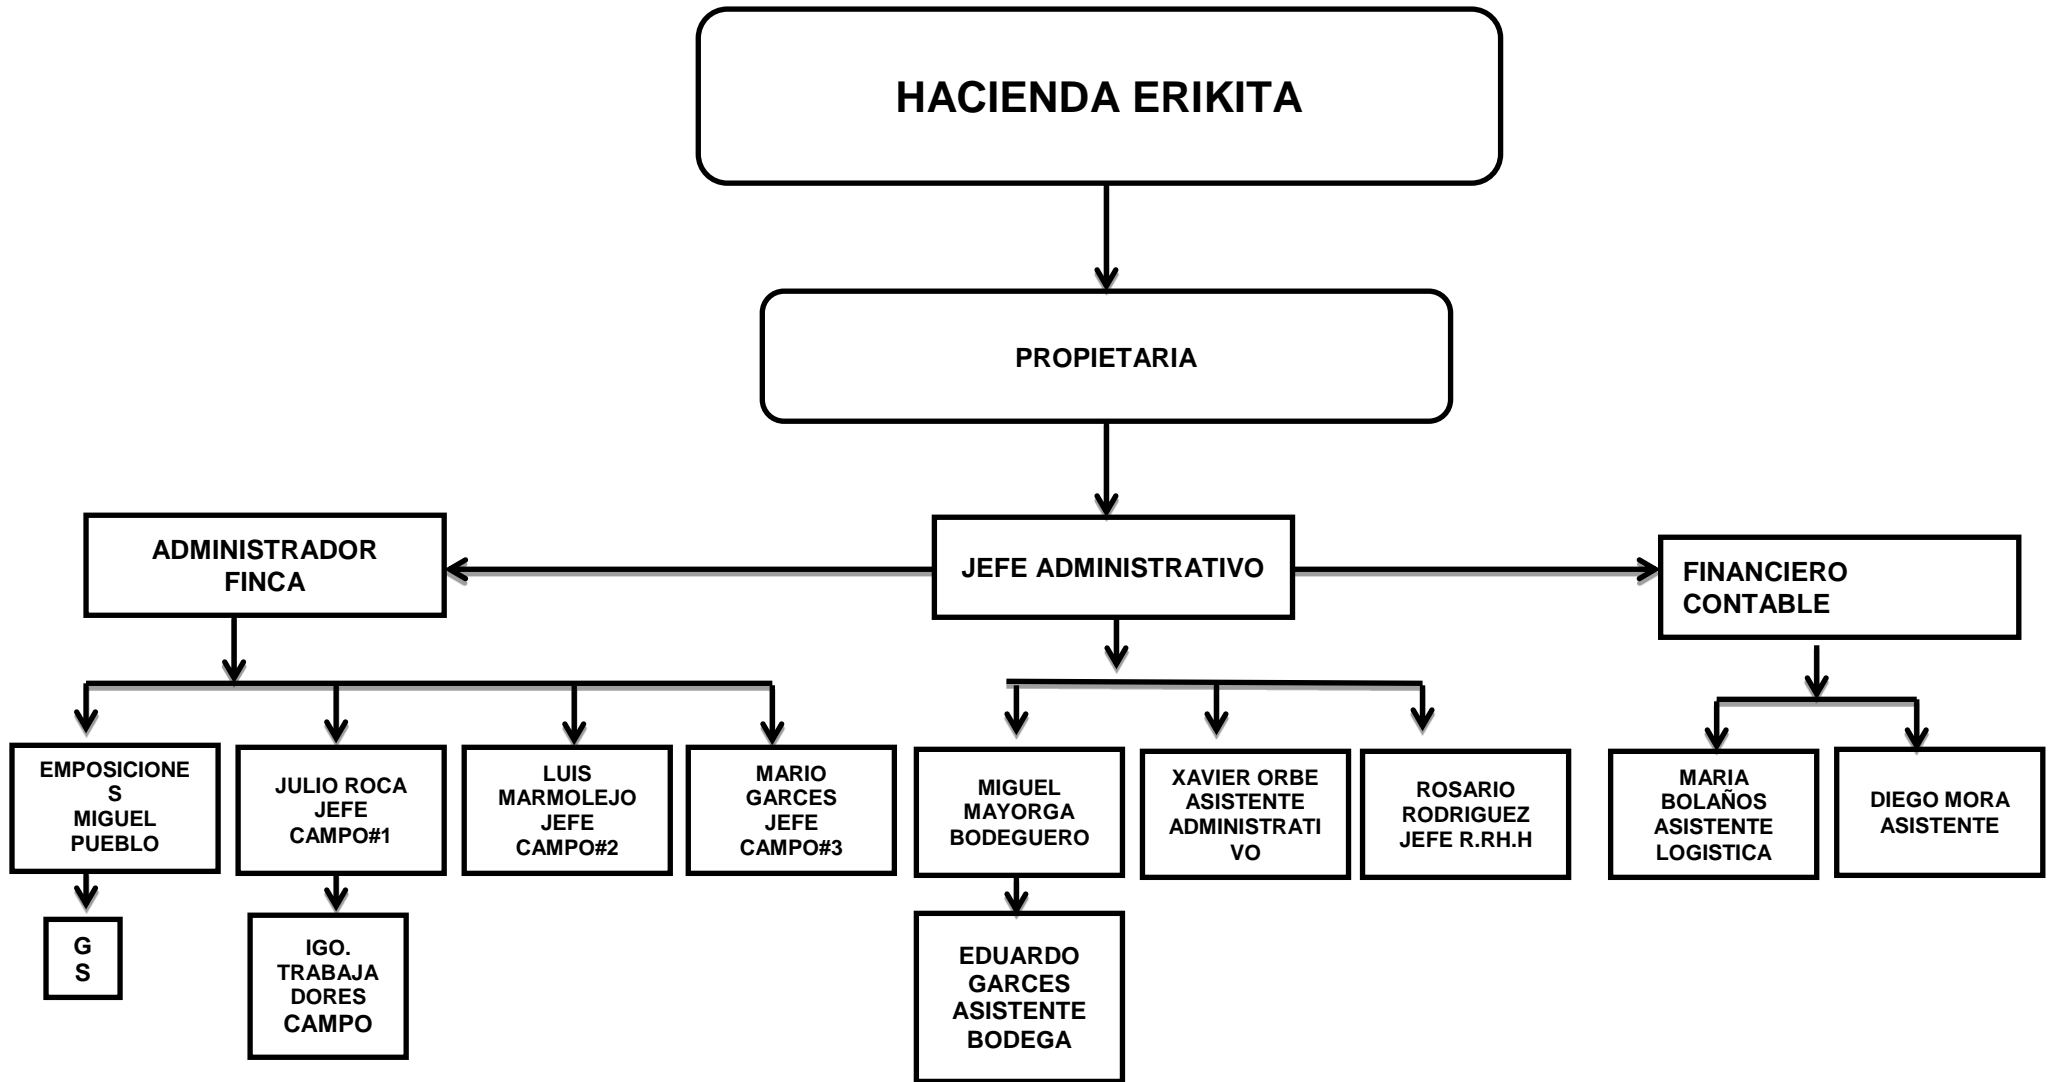 HACIENDA ERIKITA
PROPIETARIA
ADMINISTRADOR
FINCA
JEFE ADMINISTRATIVO
FINANCIERO
CONTABLE
EMPOSICIONE
S
MIGUEL
PUEBLO
JULIO ROCA
JEFE
CAMPO#1
LUIS
MARMOLEJO
JEFE
CAMPO#2
MARIO
GARCES
JEFE
CAMPO#3
MIGUEL
MAYORGA
BODEGUERO
XAVIER ORBE
ASISTENTE
ADMINISTRATI
VO
ROSARIO
RODRIGUEZ
JEFE R.RH.H
MARIA
BOLAÑOS
ASISTENTE
LOGISTICA
DIEGO MORA
ASISTENTE
G
S
IGO.
TRABAJA
DORES
CAMPO
EDUARDO
GARCES
ASISTENTE
BODEGA